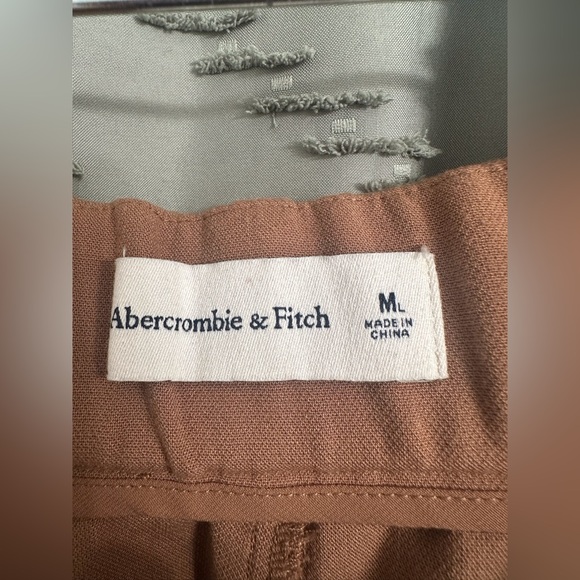 Abercrombie & Fitch
ML
MADE IN
CHINA